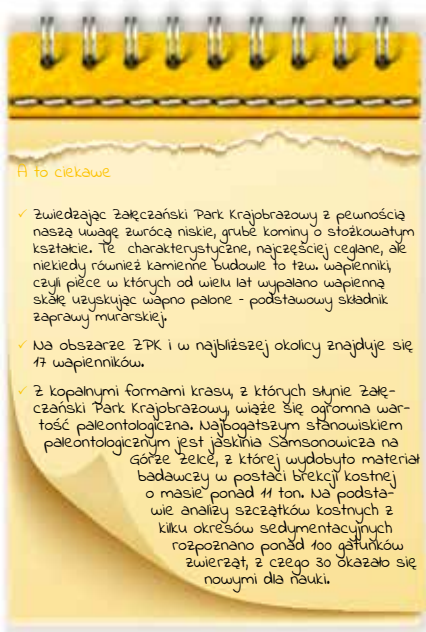 A to ciekawe
✓ Zwiedzając Załęczański Park Krajobrazowy z pewnością
naszą uwagę zwrócą niskie, grube kominy o stożkowatym
kształcie. Te charakterystyczne, najczęściej ceglane, ale
niekiedy również kamienne budowle to tzw. wapienniki,
czyli piece w których od wielu lat wypalano wapienną
skałę uzyskując wapno palone - podstawowy składnik
zaprawy murarskiej.
✓ Na obszarze ZPK i w najbliższej okolicy znajduje się
17 wapienników.
✓ Z kopalnymi formami krasu, z których słynie Załę-
czański Park Krajobrazowy, wiąże się ogromna war-
tość paleontologiczna. Najbogatszym stanowiskiem
paleontologicznym jest jaskinia Samsonowicza na
Górze Zelce, z której wydobyto materiał
badawczy w postaci brekcji kostnej
o masie ponad 11 ton. Na podsta-
wie analizy szczątków kostnych z
kilku okresów sedymentacyjnych
rozpoznano ponad 100 gatunków
zwierząt, z czego 30 okazało się
nowymi dla nauki.